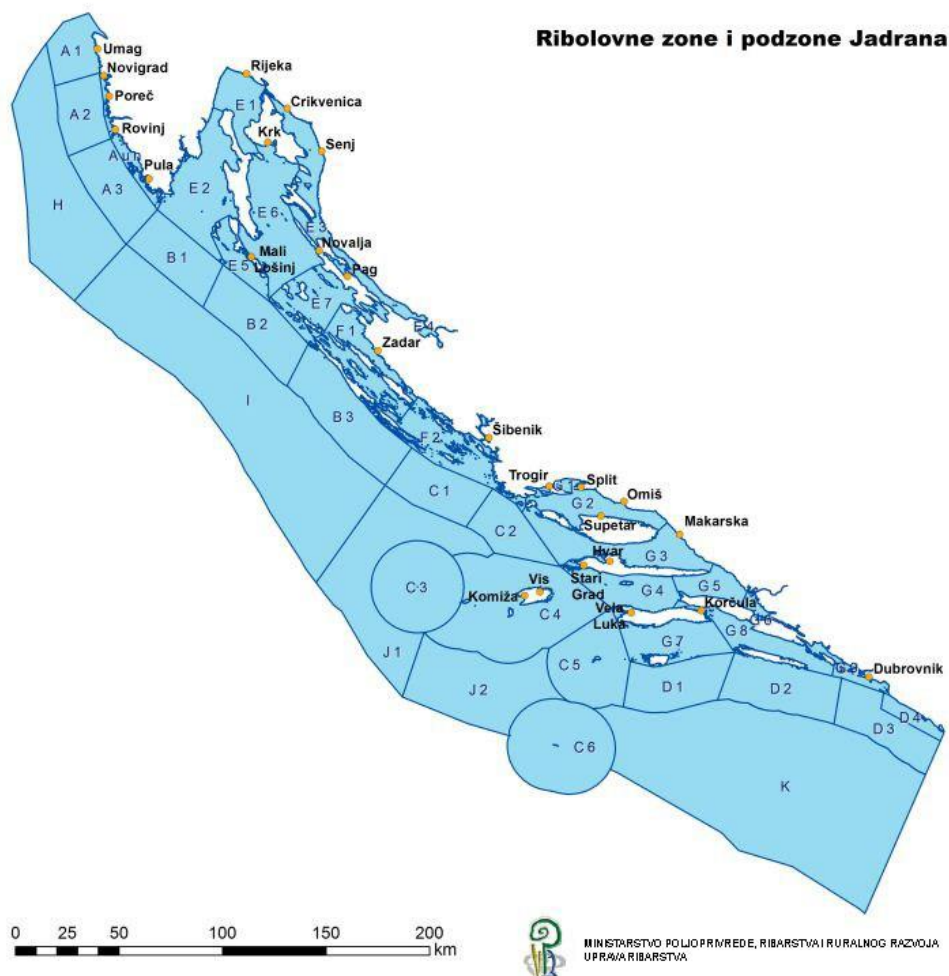 Ribolovne zone i podzone Jadrana
A 1
Umag
Novigrad
A 2
Poreč
Rovinj
A u n
Pula
A 3
H
Rijeka
E 1
Crikvenica
Krk
Senj
E 2
E 6
E 3
Novalja
Mali
Lošinj
E 5
Pag
B 1
B 2
E 7
E 4
F 1
Zadar
I
B 3
F 2
Šibenik
C 1
Trogir
G 1
Split
G 2
Omiš
C 2
Supetar
Makarska
Hvar
G 3
Stari
Grad
C 3
Vis
Komiža
C 4
G 4
G 5
Vela
Luka
Korčula
G 8
G 7
J 1
C 5
J 2
D 1
D 2
Dubrovnik
D 3
D 4
C 6
K
0 25 50 100 150 200
km
MINISTARSTVO POLJOPRIVREDE, RIBARSTVA I RURALNOG RAZVOJA
UPRAVA RIBARSTVA